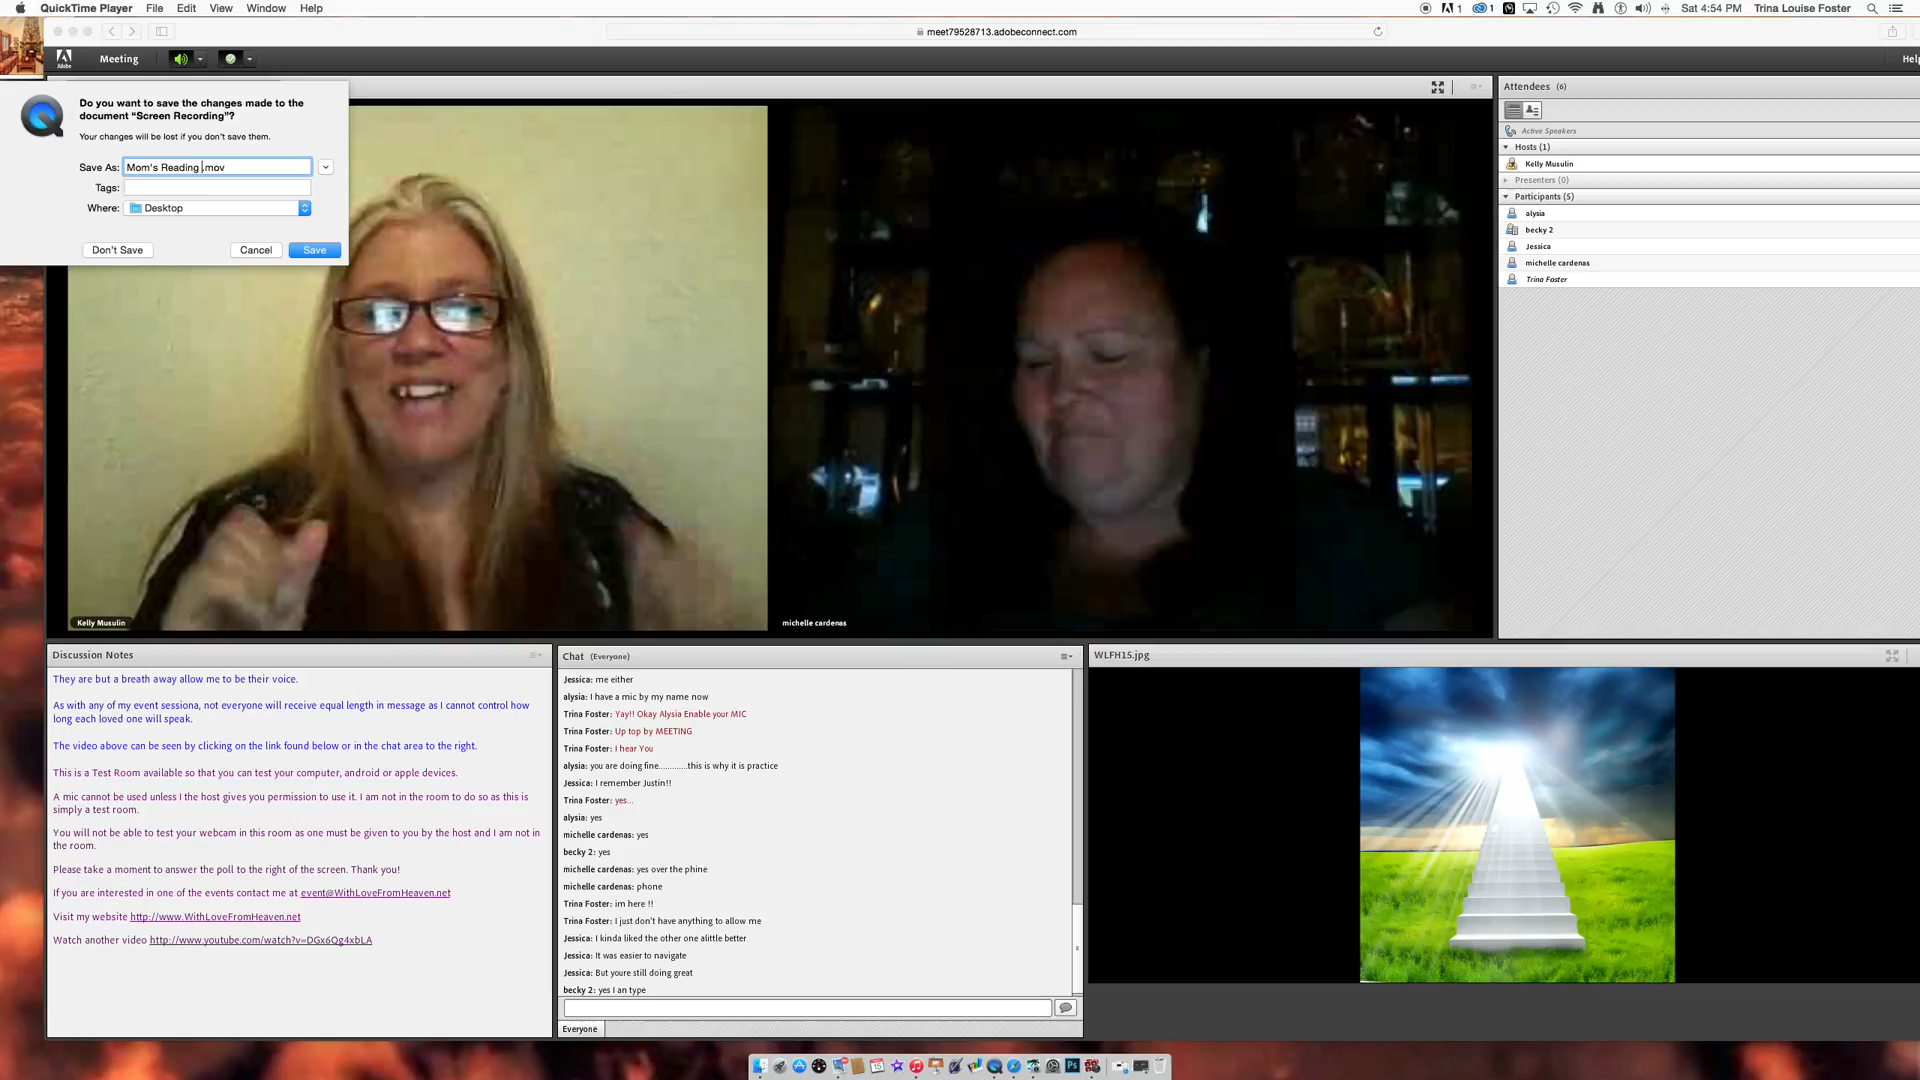 QuickTime Player File Edit View Window Help
1 1 Sat 4:54 PM Trina Louise Foster
meet79528713.adobeconnect.com
Adobe Meeting
Help
Do you want to save the changes made to the
document “Screen Recording”?
Your changes will be lost if you don't save them.
Save As: Mom's Reading .mov
Tags:
Where: Desktop
Don't Save Cancel Save
Kelly Musulin
michelle cardenas
Attendees (6)
Active Speakers
Hosts (1)
Kelly Musulin
Presenters (0)
Participants (5)
alysia
becky 2
Jessica
michelle cardenas
Trina Foster
Discussion Notes
They are but a breath away allow me to be their voice.
As with any of my event sessiona, not everyone will receive equal length in message as I cannot control how
long each loved one will speak.
The video above can be seen by clicking on the link found below or in the chat area to the right.
This is a Test Room available so that you can test your computer, android or apple devices.
A mic cannot be used unless I the host gives you permission to use it. I am not in the room to do so as this is
simply a test room.
You will not be able to test your webcam in this room as one must be given to you by the host and I am not in
the room.
Please take a moment to answer the poll to the right of the screen. Thank you!
If you are interested in one of the events contact me at event@WithLoveFromHeaven.net
Visit my website http://www.WithLoveFromHeaven.net
Watch another video http://www.youtube.com/watch?v=DGx6Qg4xbLA
Chat (Everyone)
Jessica: me either
alysia: I have a mic by my name now
Trina Foster: Yay!! Okay Alysia Enable your MIC
Trina Foster: Up top by MEETING
Trina Foster: I hear You
alysia: you are doing fine............this is why it is practice
Jessica: I remember Justin!!
Trina Foster: yes...
alysia: yes
michelle cardenas: yes
becky 2: yes
michelle cardenas: yes over the phine
michelle cardenas: phone
Trina Foster: im here !!
Trina Foster: I just don't have anything to allow me
Jessica: I kinda liked the other one alittle better
Jessica: It was easier to navigate
Jessica: But youre still doing great
becky 2: yes I an type
Everyone
WLFH15.jpg
Ps